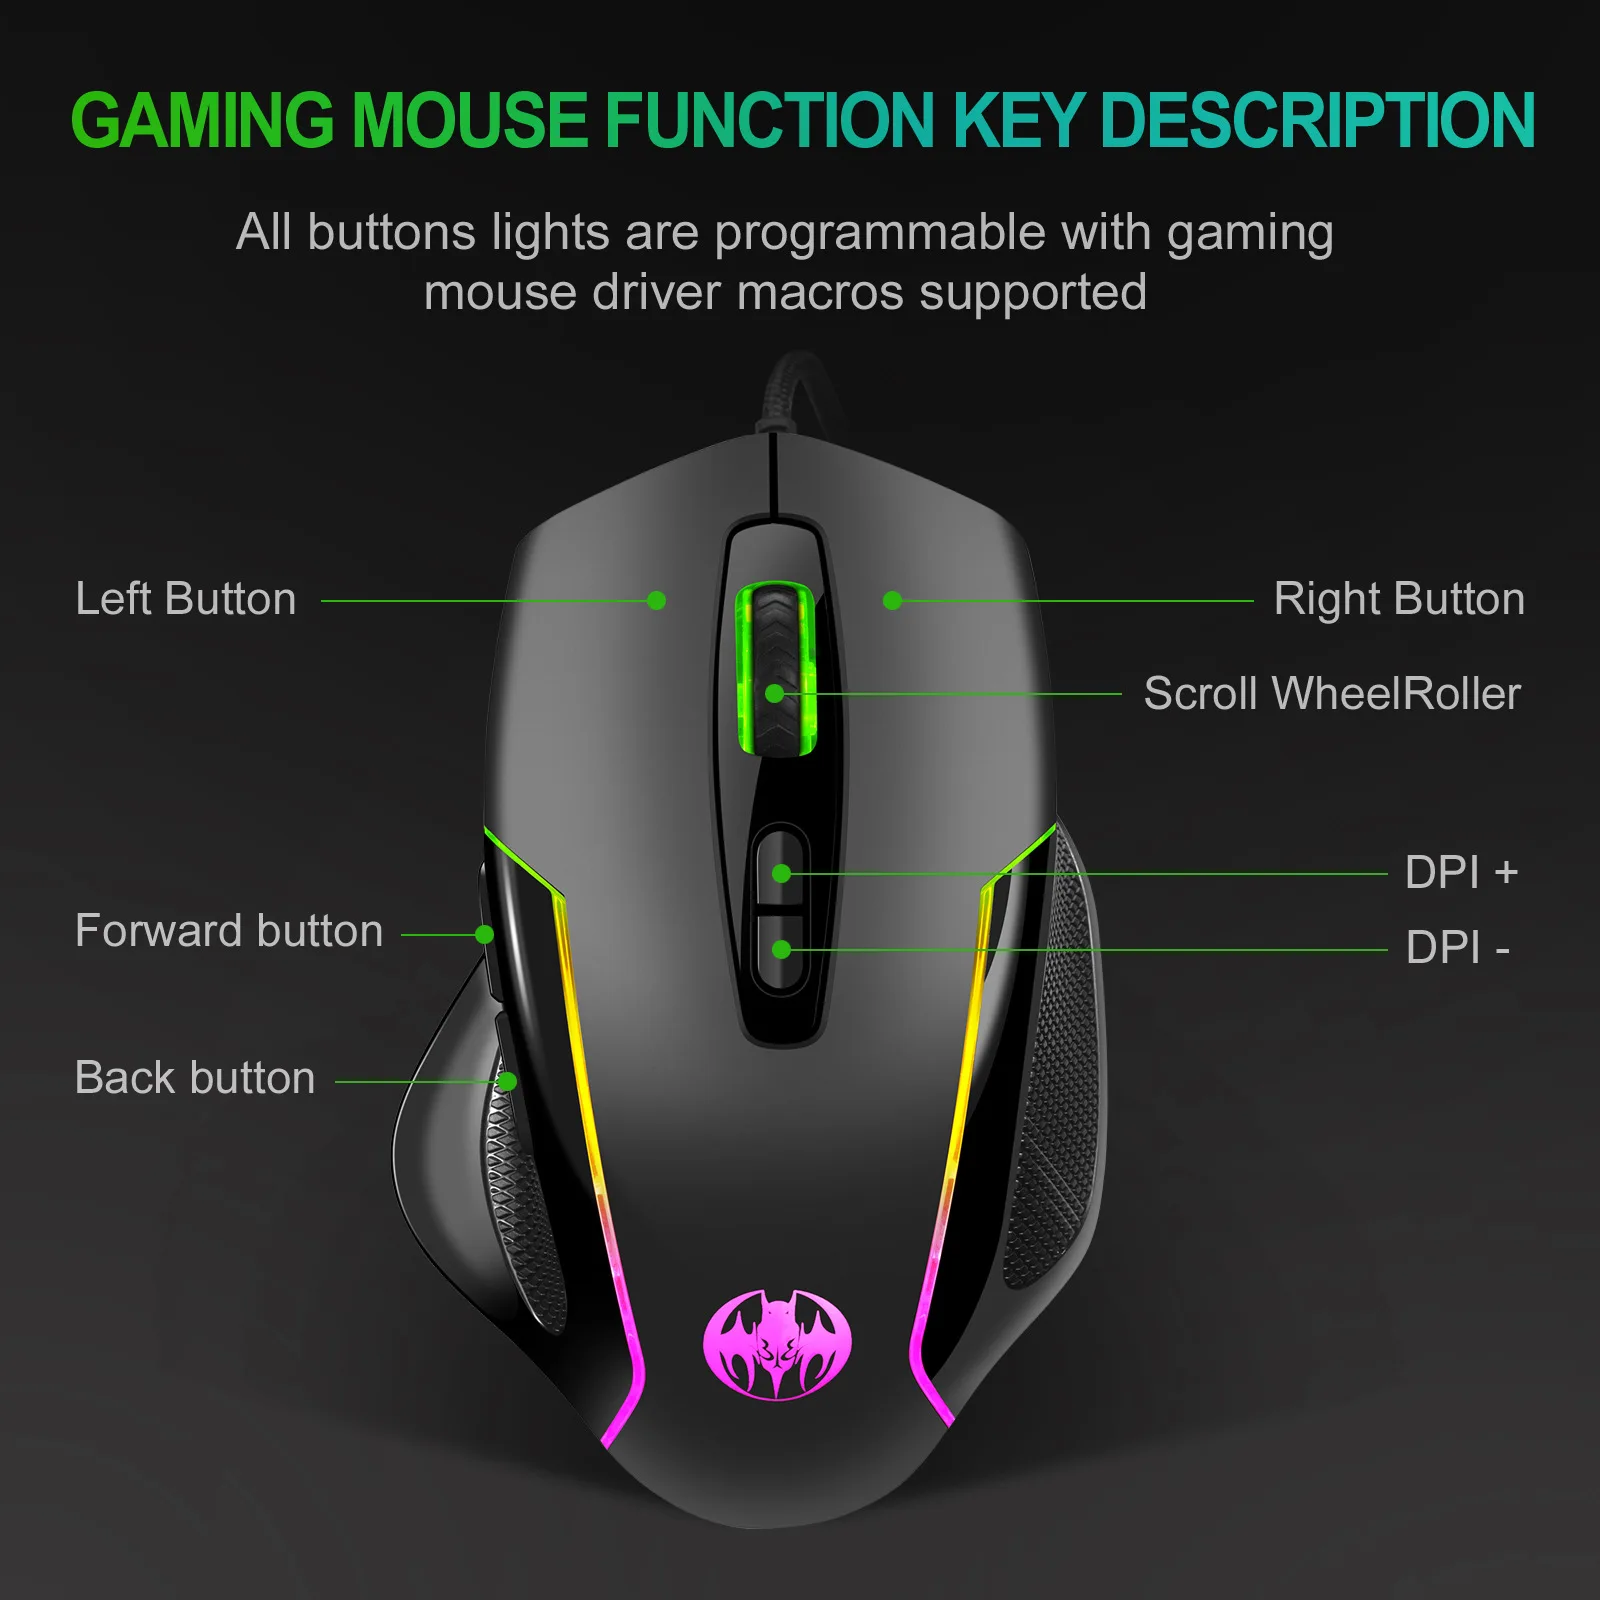 GAMING MOUSE FUNCTION KEY DESCRIPTION
All buttons lights are programmable with gaming
mouse driver macros supported
Left Button
Right Button
Scroll WheelRoller
DPI +
Forward button
DPI -
Back button